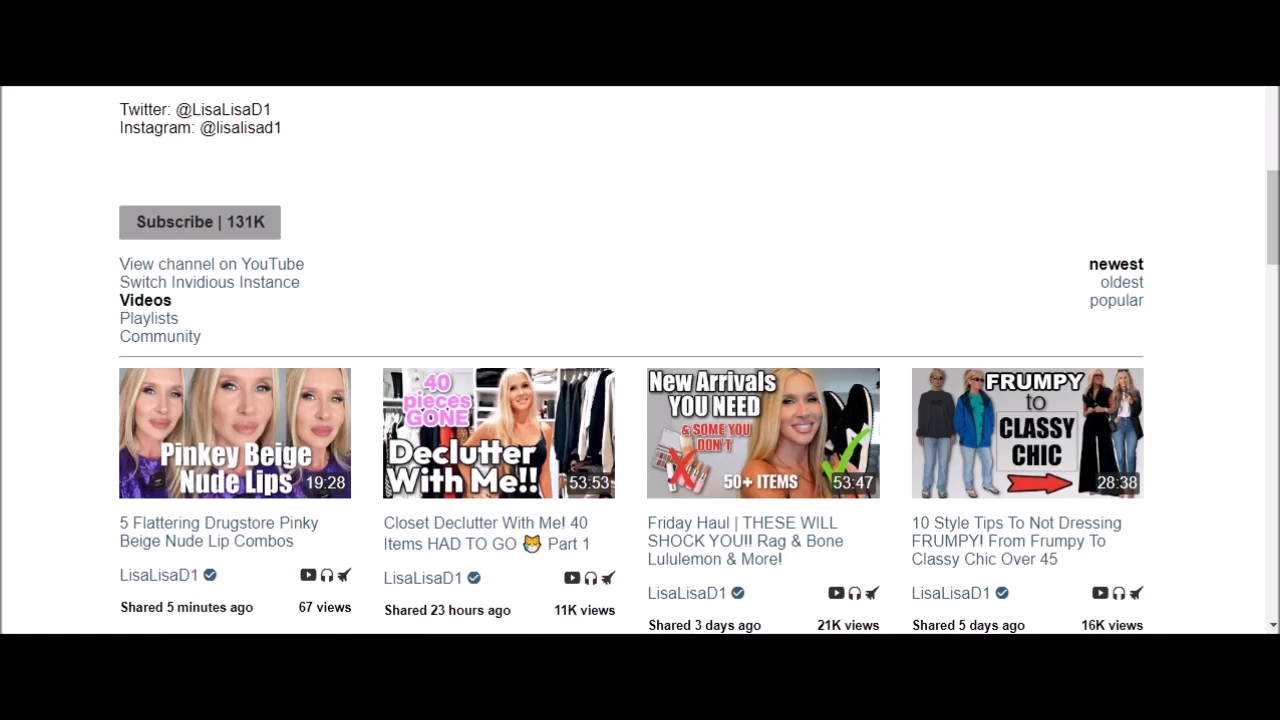 Twitter: @LisaLisaD1
Instagram: @lisalisad1
Subscribe | 131K
View channel on YouTube
Switch Invidious Instance
Videos
Playlists
Community
newest
oldest
popular
Pinkey Beige
Nude Lips
19:28
5 Flattering Drugstore Pinky
Beige Nude Lip Combos
LisaLisaD1
Shared 5 minutes ago
67 views
40
pieces
GONE
Declutter
With Me!!
53:53
Closet Declutter With Me! 40
Items HAD TO GO 😿 Part 1
LisaLisaD1
Shared 23 hours ago
11K views
New Arrivals
YOU NEED
& SOME YOU
DON'T
50+ ITEMS
53:47
Friday Haul | THESE WILL
SHOCK YOU!! Rag & Bone
Lululemon & More!
LisaLisaD1
Shared 3 days ago
21K views
FRUMPY
to
CLASSY
CHIC
28:38
10 Style Tips To Not Dressing
FRUMPY! From Frumpy To
Classy Chic Over 45
LisaLisaD1
Shared 5 days ago
16K views